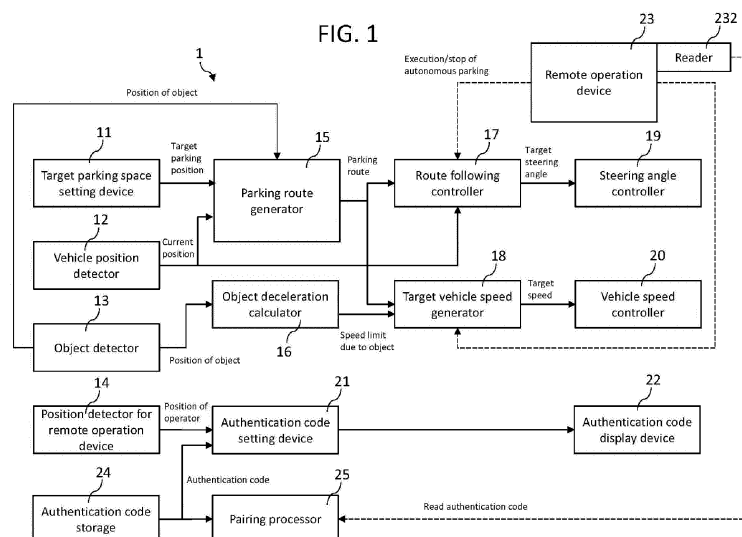 FIG. 1
1
23
232
Remote operation
device
Reader
Execution/stop of
autonomous parking
Position of object
11
Target parking space
setting device
Target
parking
position
15
Parking route
generator
Parking
route
17
Route following
controller
Target
steering
angle
19
Steering angle
controller
12
Vehicle position
detector
Current
position
13
Object detector
Position of object
Object deceleration
calculator
16
Speed limit
due to object
18
Target vehicle speed
generator
Target
speed
20
Vehicle speed
controller
14
Position detector for
remote operation
device
Position of
operator
21
Authentication code
setting device
22
Authentication code
display device
24
Authentication code
storage
Authentication code
25
Pairing processor
Read authentication code